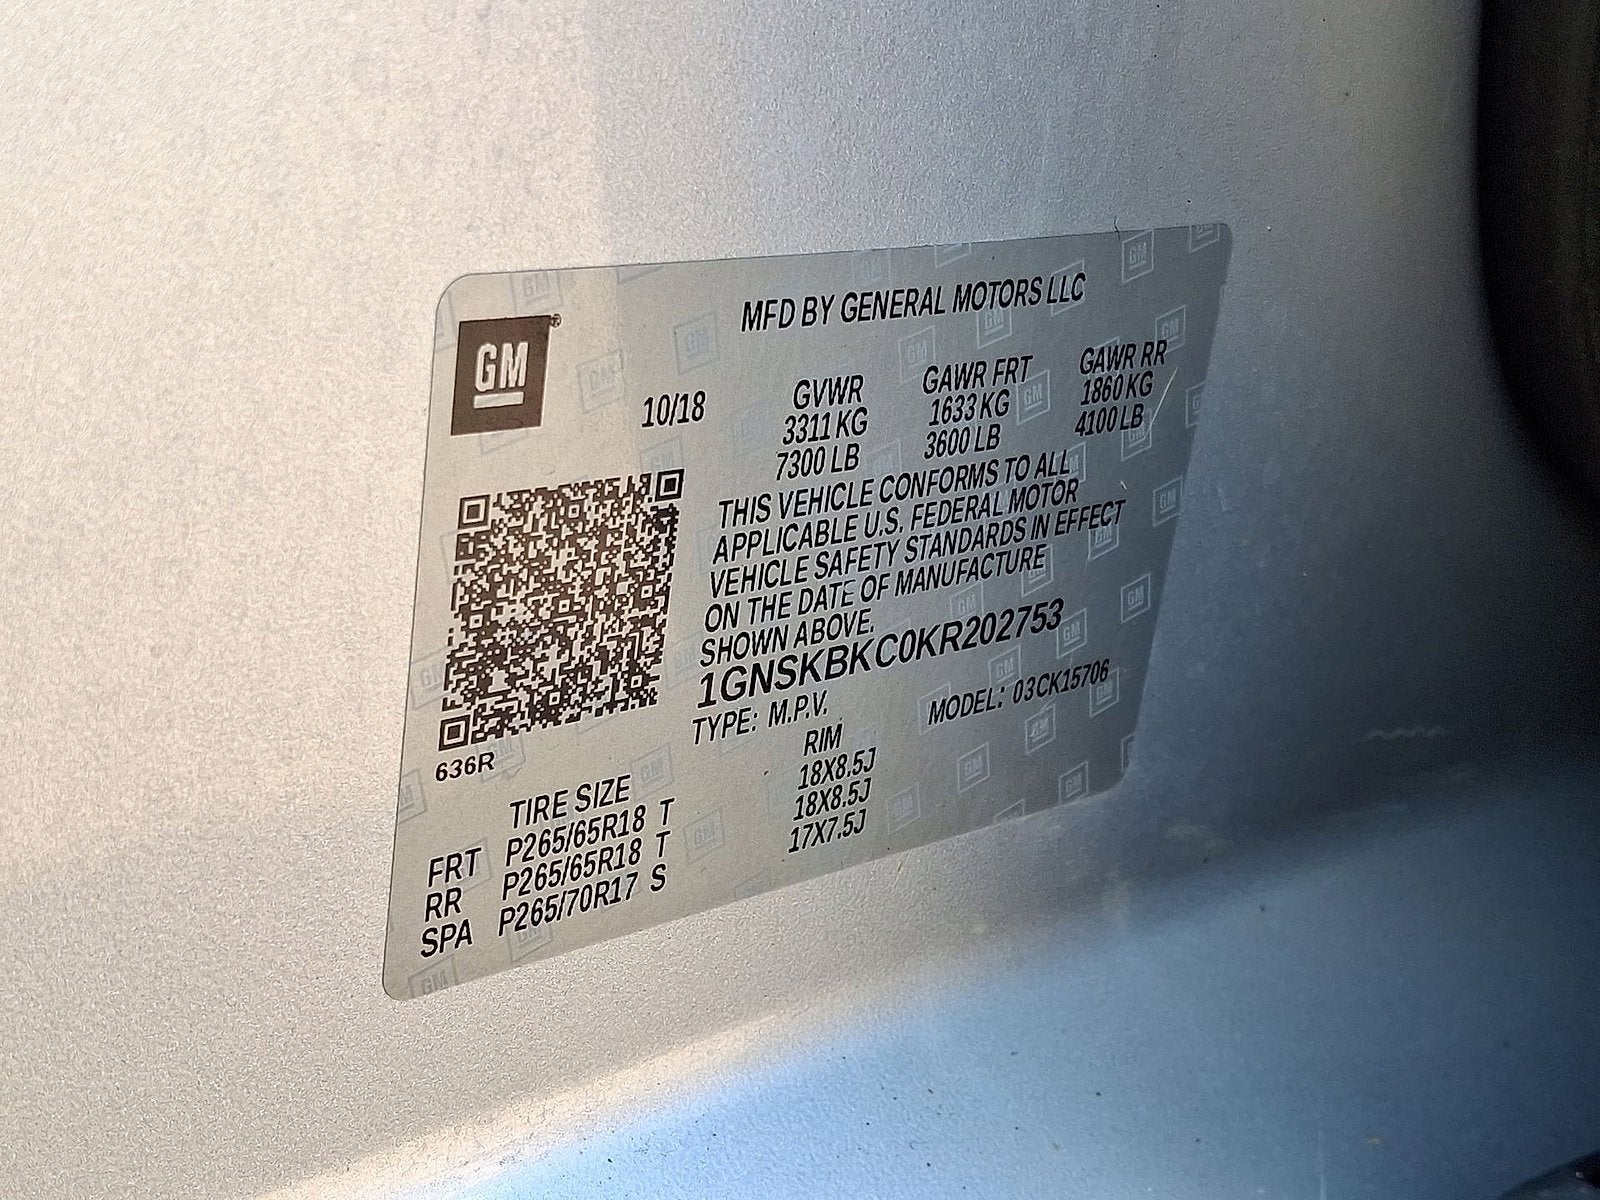 MFD BY GENERAL MOTORS LLC
GM
10/18
GVWR GAWR FRT GAWR RR
3311 KG 1633 KG 1860 KG
7300 LB 3600 LB 4100 LB
THIS VEHICLE CONFORMS TO ALL
APPLICABLE U.S. FEDERAL MOTOR
VEHICLE SAFETY STANDARDS IN EFFECT
ON THE DATE OF MANUFACTURE
SHOWN ABOVE.
1GNSKBKC0KR202753
TYPE: M.P.V. MODEL: 03CK15706
636R
TIRE SIZE RIM
FRT P265/65R18 T 18X8.5J
RR P265/65R18 T 18X8.5J
SPA P265/70R17 S 17X7.5J